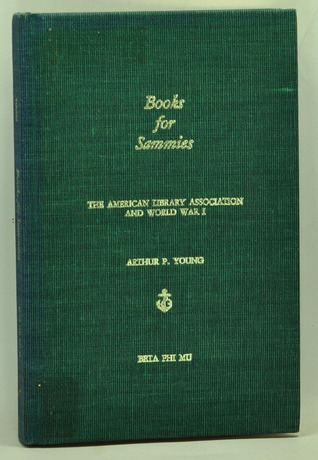 Books
for
Sammies
THE AMERICAN LIBRARY ASSOCIATION
AND WORLD WAR I
ARTHUR P. YOUNG
BETA PHI MU